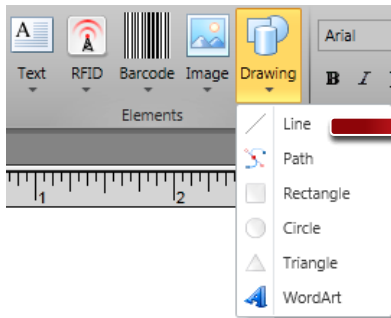 A
Arial
Text RFID Barcode Image Drawing
B I
Elements
Line
1 2
Path
Rectangle
Circle
Triangle
WordArt